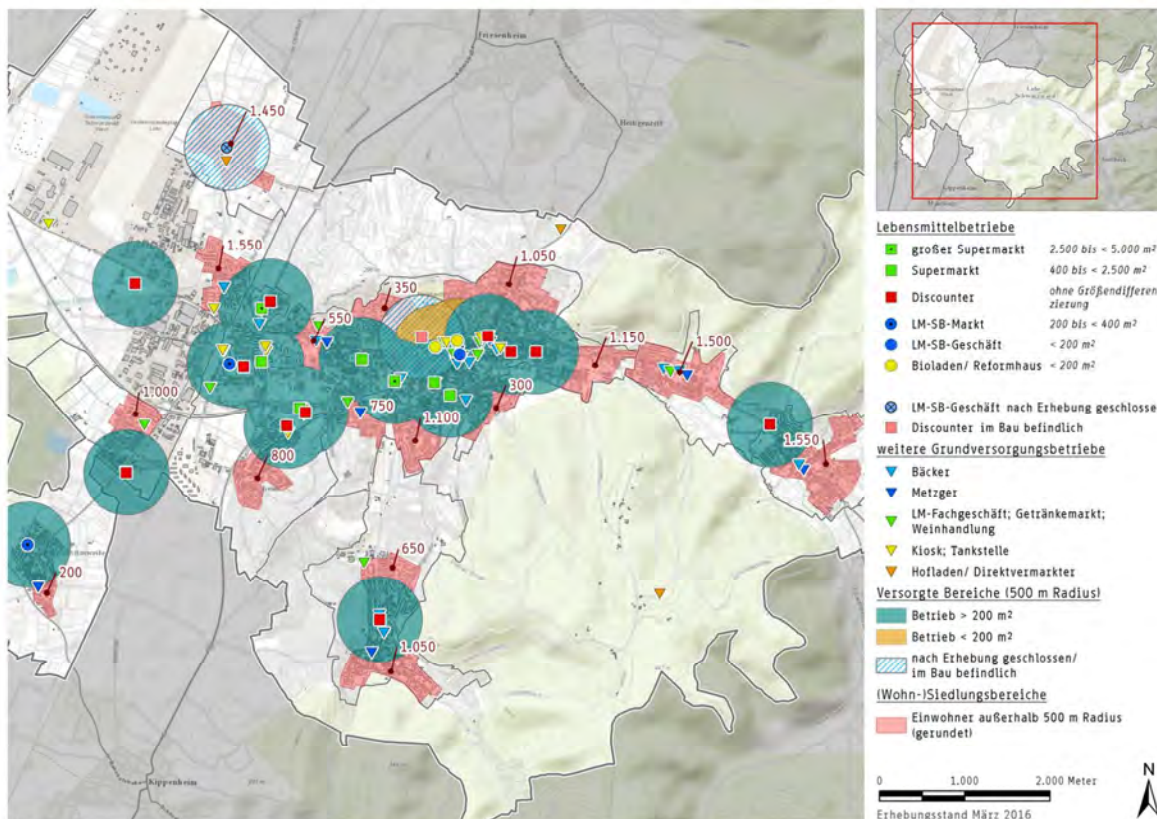 Friesenheim
Heiligenzell
1.450
1.550
350
1.050
550
1.150
1.500
1.000
300
750
1.100
800
1.550
650
200
1.050
Kippenheim
Lebensmittelbetriebe
großer Supermarkt 2.500 bis < 5.000 m²
Supermarkt 400 bis < 2.500 m²
Discounter ohne Größendifferen
zierung
LM-SB-Markt 200 bis < 400 m²
LM-SB-Geschäft < 200 m²
Bioladen/ Reformhaus < 200 m²
LM-SB-Geschäft nach Erhebung geschlosse
Discounter im Bau befindlich
weitere Grundversorgungsbetriebe
Bäcker
Metzger
LM-Fachgeschäft; Getränkemarkt;
Weinhandlung
Kiosk; Tankstelle
Hofladen/ Direktvermarkter
Versorgte Bereiche (500 m Radius)
Betrieb > 200 m²
Betrieb < 200 m²
nach Erhebung geschlossen/
im Bau befindlich
(Wohn-)Siedlungsbereiche
Einwohner außerhalb 500 m Radius
(gerundet)
0 1.000 2.000 Meter
N
Erhebungsstand März 2016